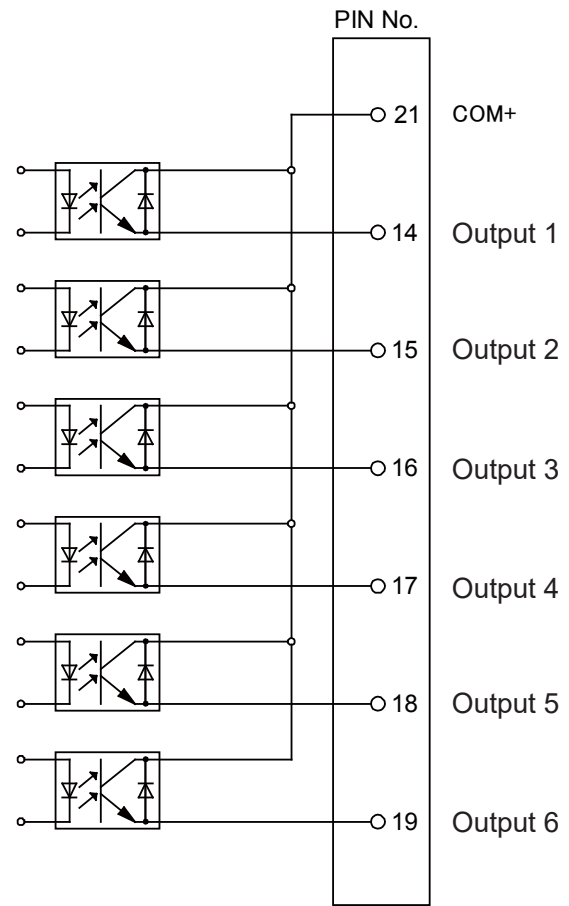 PIN No.
21 COM+
14 Output 1
15 Output 2
16 Output 3
17 Output 4
18 Output 5
19 Output 6